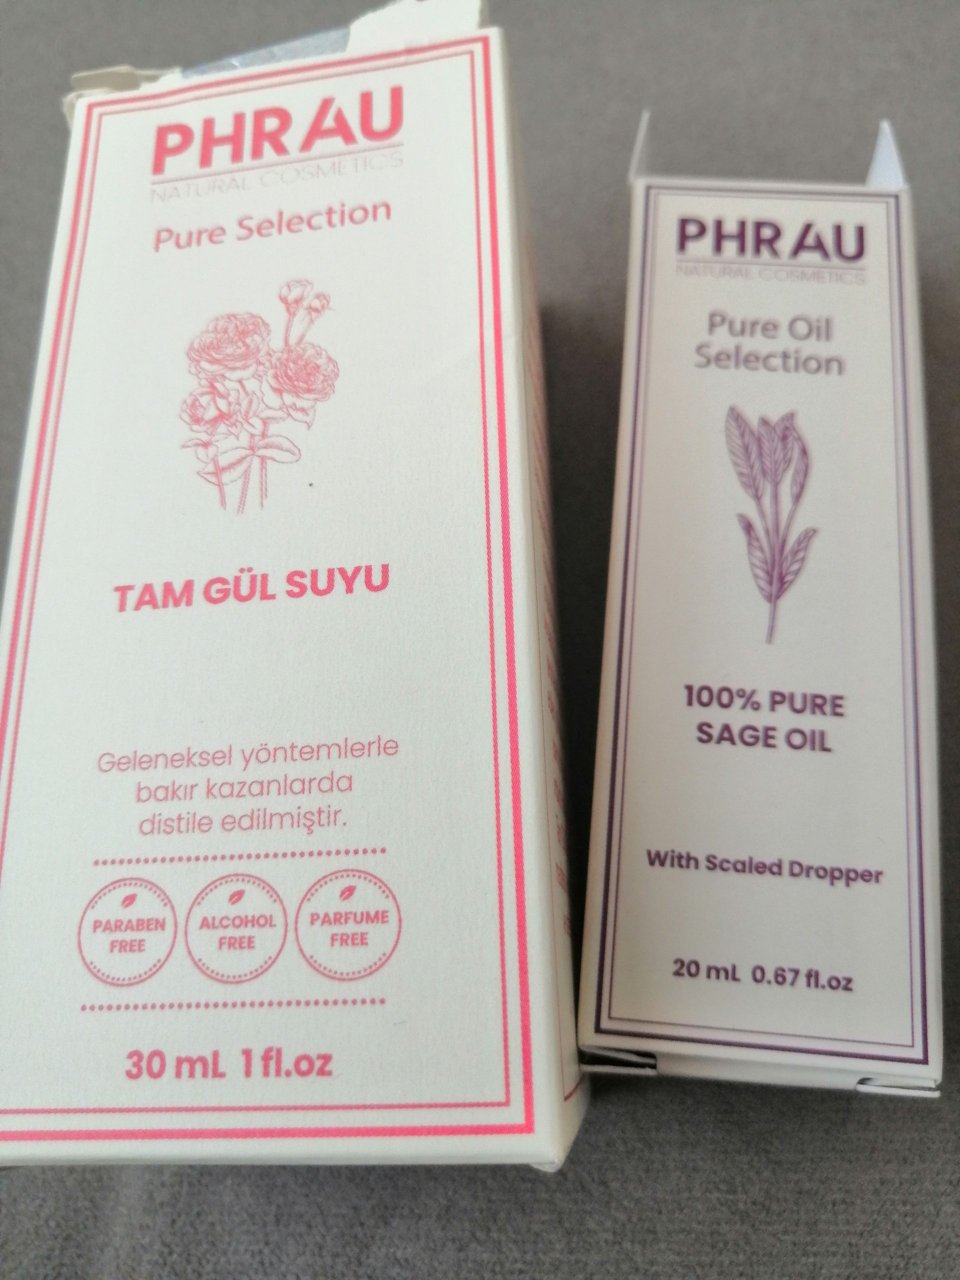 PHRAU
NATURAL COSMETICS
Pure Selection
TAM GÜL SUYU
Geleneksel yöntemlerle
bakır kazanlarda
distile edilmiştir.
PARABEN
FREE
ALCOHOL
FREE
PARFUME
FREE
30 mL 1 fl.oz
PHRAU
NATURAL COSMETICS
Pure Oil
Selection
100% PURE
SAGE OIL
With Scaled Dropper
20 mL 0.67 fl.oz